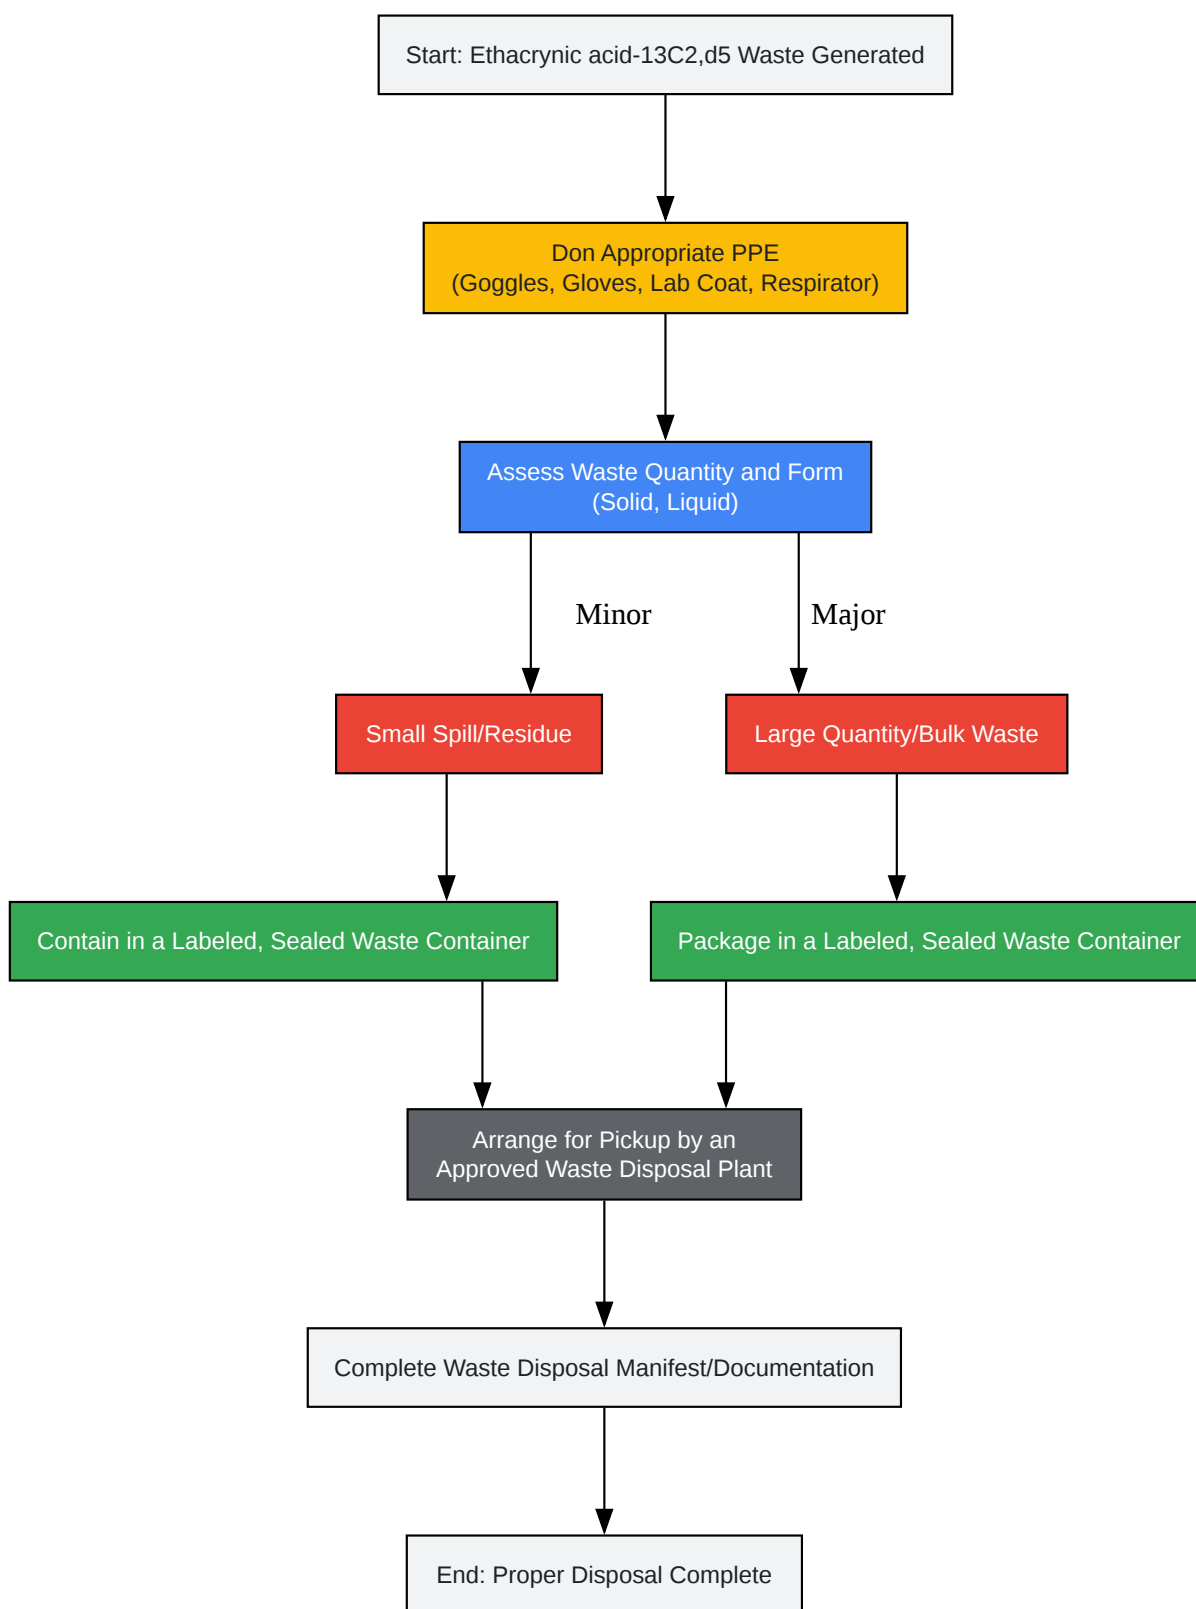 Start: Ethacrynic acid-13C2,d5 Waste Generated
Don Appropriate PPE
(Goggles, Gloves, Lab Coat, Respirator)
Assess Waste Quantity and Form
(Solid, Liquid)
Minor
Major
Small Spill/Residue
Large Quantity/Bulk Waste
Contain in a Labeled, Sealed Waste Container
Package in a Labeled, Sealed Waste Container
Arrange for Pickup by an
Approved Waste Disposal Plant
Complete Waste Disposal Manifest/Documentation
End: Proper Disposal Complete